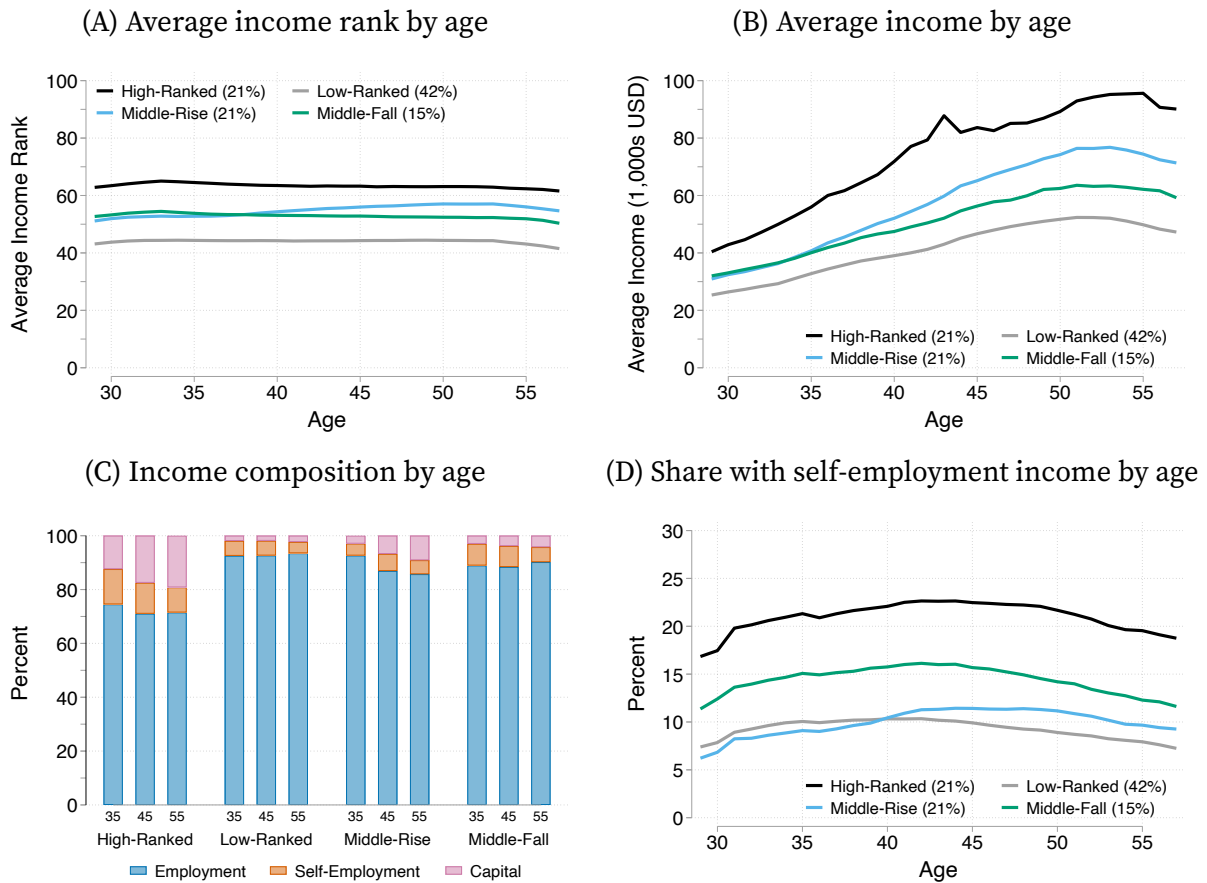 (A) Average income rank by age
Average Income Rank
100
80
60
40
20
0
High-Ranked (21%)
Low-Ranked (42%)
Middle-Rise (21%)
Middle-Fall (15%)
30 35 40 45 50 55
Age
(B) Average income by age
Average Income (1,000s USD)
100
80
60
40
20
0
High-Ranked (21%)
Low-Ranked (42%)
Middle-Rise (21%)
Middle-Fall (15%)
30 35 40 45 50 55
Age
(C) Income composition by age
Percent
100
80
60
40
20
0
35 45 55 35 45 55 35 45 55 35 45 55
High-Ranked Low-Ranked Middle-Rise Middle-Fall
Employment Self-Employment Capital
(D) Share with self-employment income by age
Percent
30
25
20
15
10
5
0
High-Ranked (21%)
Low-Ranked (42%)
Middle-Rise (21%)
Middle-Fall (15%)
30 35 40 45 50 55
Age